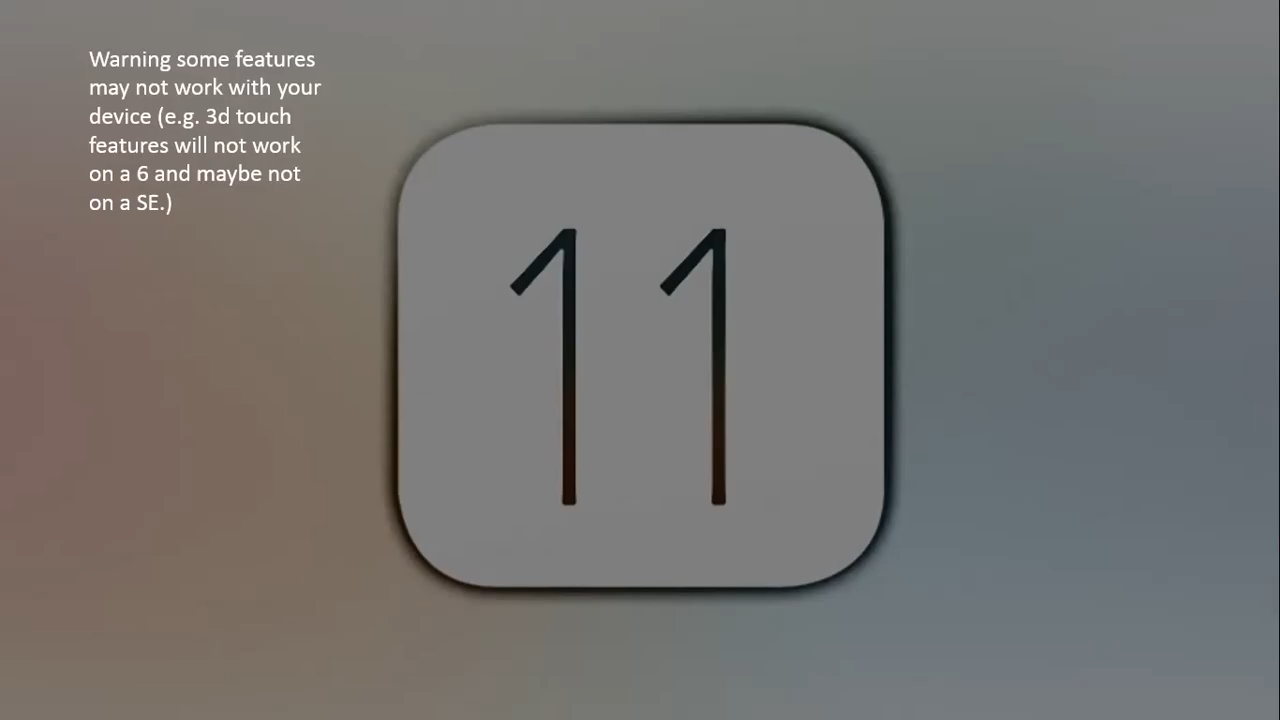 Warning some features
may not work with your
device (e.g. 3d touch
features will not work
on a 6 and maybe not
on a SE.)
11